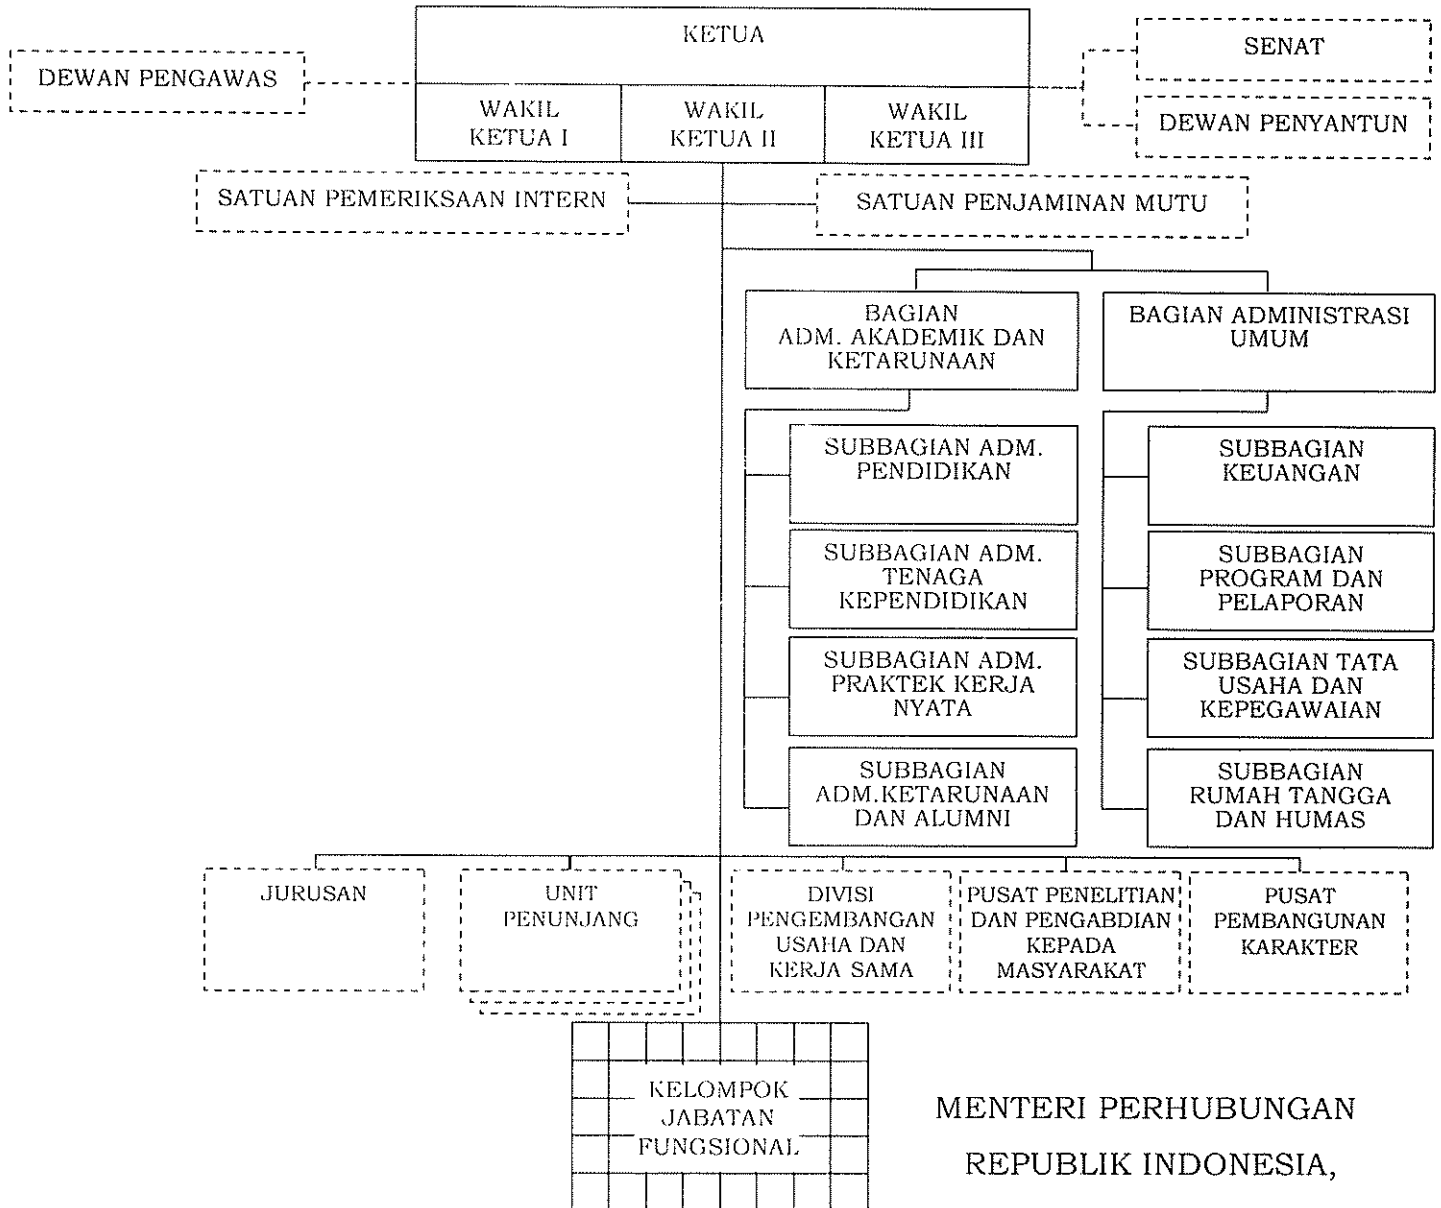 KETUA
DEWAN PENGAWAS
SENAT
WAKIL
KETUA I
WAKIL
KETUA II
WAKIL
KETUA III
DEWAN PENYANTUN
SATUAN PEMERIKSAAN INTERN
SATUAN PENJAMINAN MUTU
BAGIAN
ADM. AKADEMIK DAN
KETARUNAAN
BAGIAN ADMINISTRASI
UMUM
SUBBAGIAN ADM.
PENDIDIKAN
SUBBAGIAN ADM.
TENAGA
KEPENDIDIKAN
SUBBAGIAN ADM.
PRAKTEK KERJA
NYATA
SUBBAGIAN
ADM.KETARUNAAN
DAN ALUMNI
SUBBAGIAN
KEUANGAN
SUBBAGIAN
PROGRAM DAN
PELAPORAN
SUBBAGIAN TATA
USAHA DAN
KEPEGAWAIAN
SUBBAGIAN
RUMAH TANGGA
DAN HUMAS
JURUSAN
UNIT
PENUNJANG
DIVISI
PENGEMBANGAN
USAHA DAN
KERJA SAMA
PUSAT PENELITIAN
DAN PENGABDIAN
KEPADA
MASYARAKAT
PUSAT
PEMBANGUNAN
KARAKTER
KELOMPOK
JABATAN
FUNGSIONAL
MENTERI PERHUBUNGAN
REPUBLIK INDONESIA,